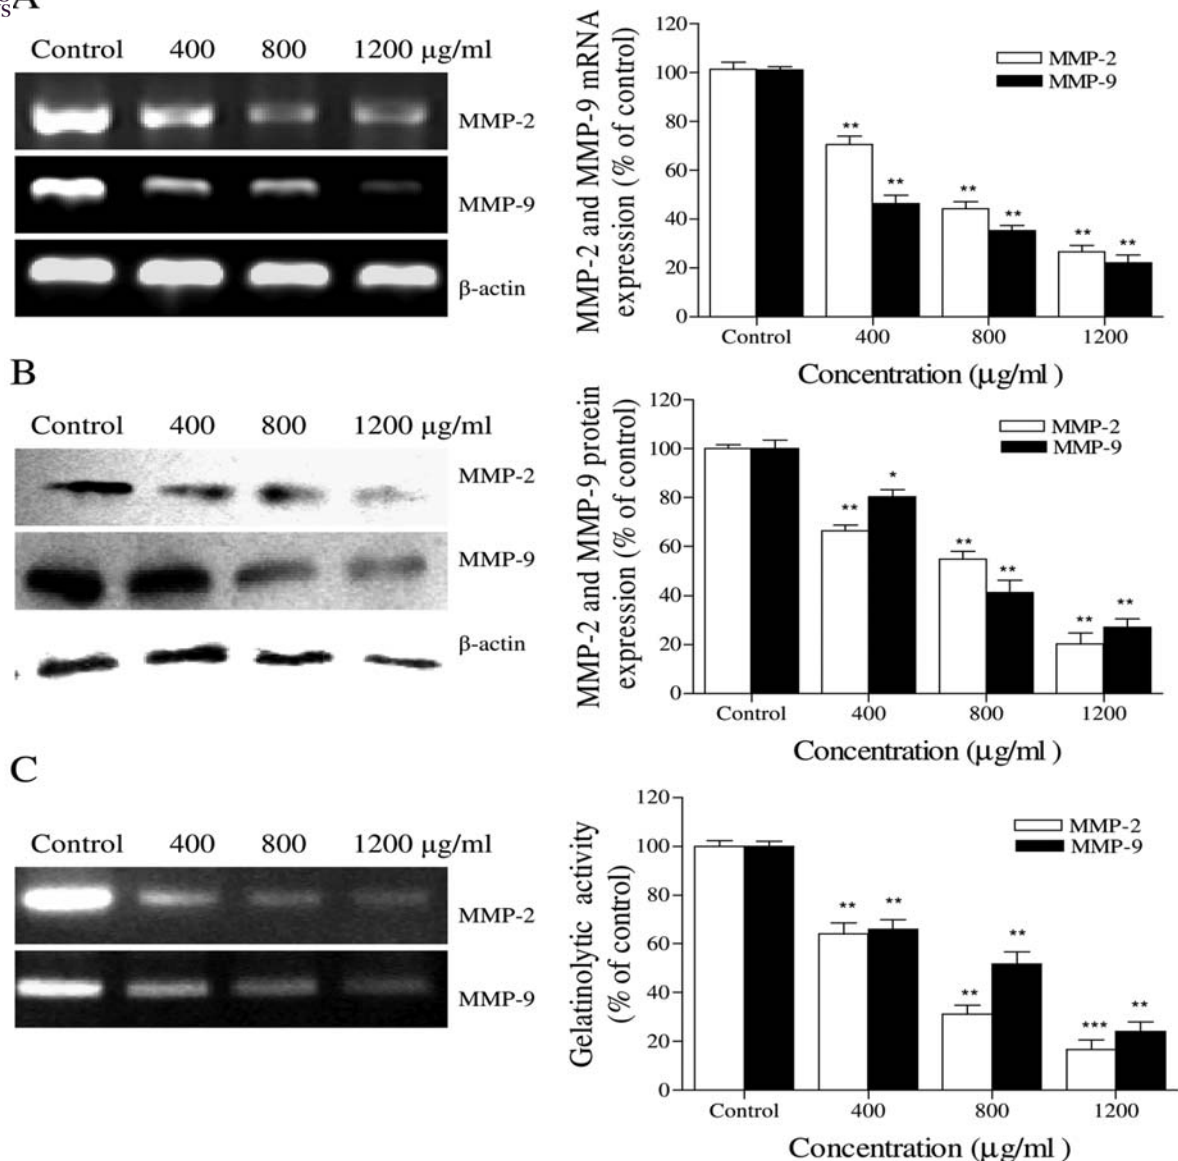 A
Control 400 800 1200 μg/ml
MMP-2
MMP-9
β-actin
MMP-2 and MMP-9 mRNA
expression (% of control)
120
100
80
60
40
20
0
MMP-2
MMP-9
**
**
**
**
**
**
Control 400 800 1200
Concentration (μg/ml )
B
Control 400 800 1200 μg/ml
MMP-2
MMP-9
β-actin
MMP-2 and MMP-9 protein
expression (% of control)
120
100
80
60
40
20
0
MMP-2
MMP-9
**
*
**
**
**
**
Control 400 800 1200
Concentration (μg/ml )
C
Control 400 800 1200 μg/ml
MMP-2
MMP-9
Gelatinolytic activity
(% of control)
120
100
80
60
40
20
0
MMP-2
MMP-9
**
**
**
**
***
**
Control 400 800 1200
Concentration (μg/ml )